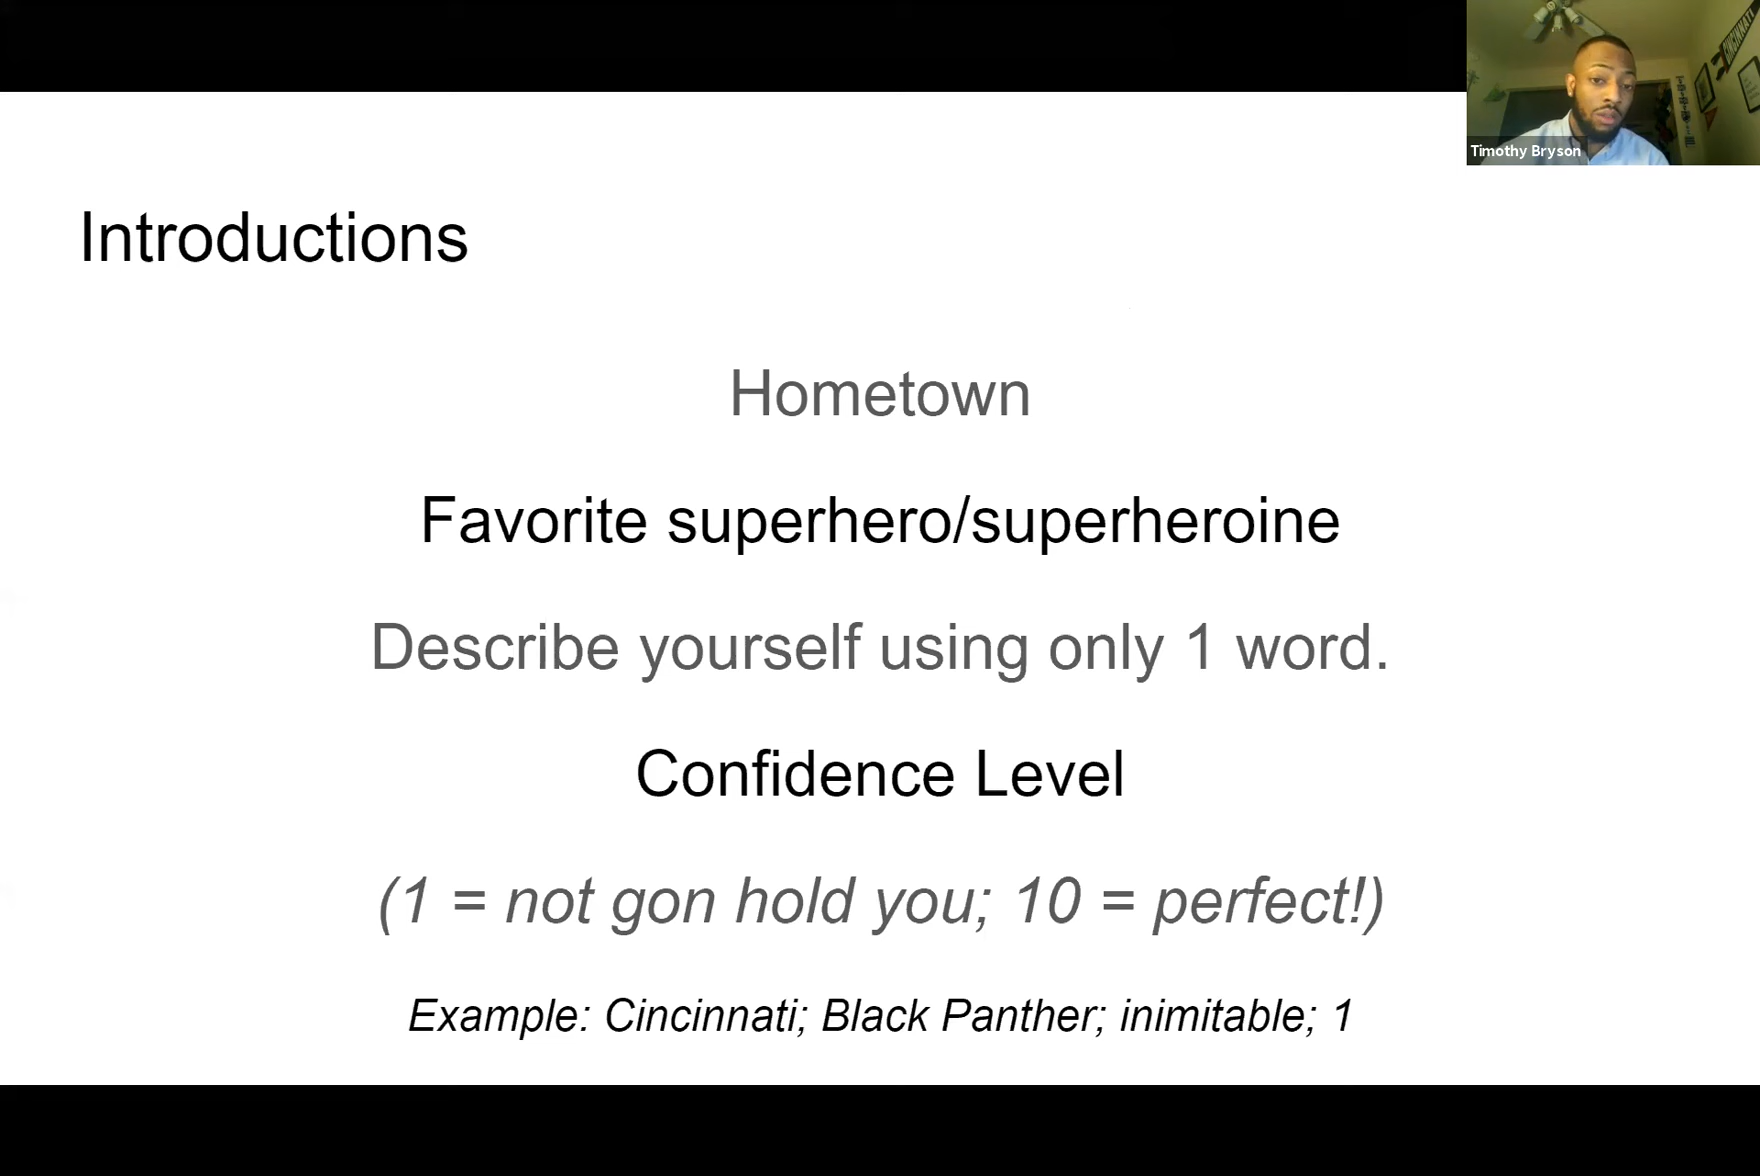 CINCINNATI
Timothy Bryson
Introductions
Hometown
Favorite superhero/superheroine
Describe yourself using only 1 word.
Confidence Level
(1 = not gon hold you; 10 = perfect!)
Example: Cincinnati; Black Panther; inimitable; 1